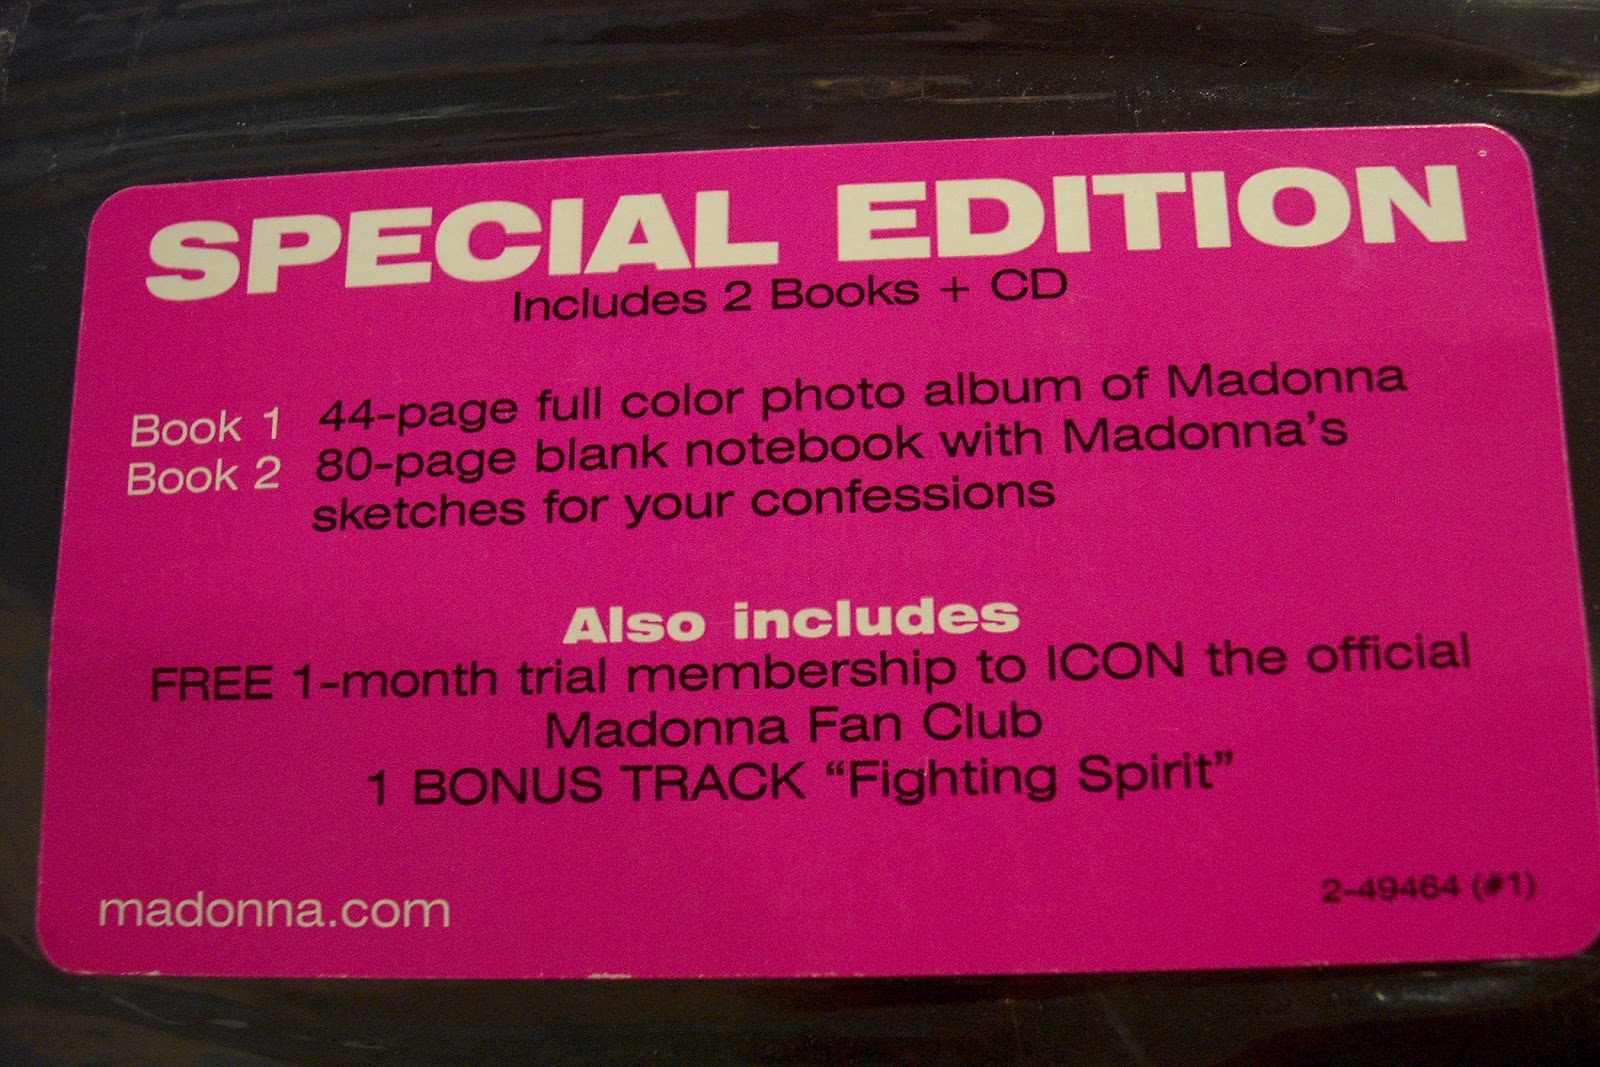 SPECIAL EDITION
Includes 2 Books + CD
Book 1 44-page full color photo album of Madonna
Book 2 80-page blank notebook with Madonna's
sketches for your confessions
Also includes
FREE 1-month trial membership to ICON the official
Madonna Fan Club
1 BONUS TRACK “Fighting Spirit”
madonna.com
2-49464 (#1)